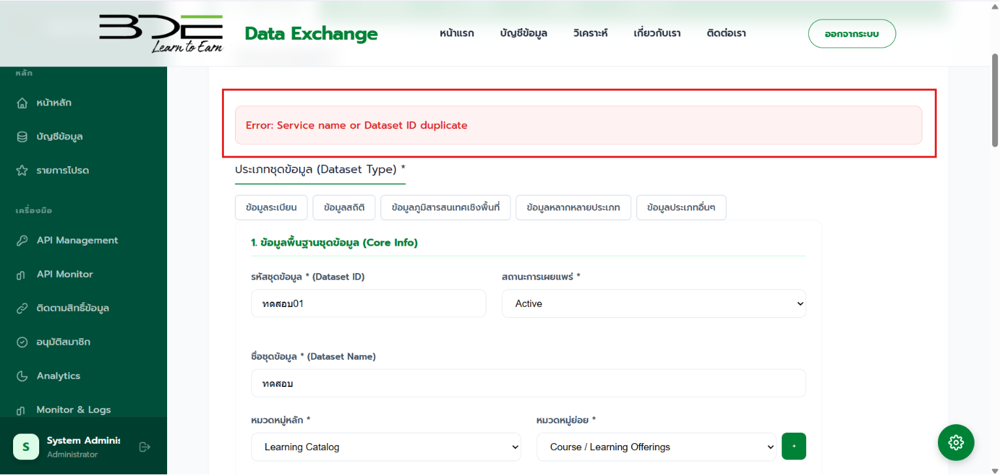 BDE
Learn to Earn
Data Exchange
หน้าแรก
บัญชีข้อมูล
วิเคราะห์
เกี่ยวกับเรา
ติดต่อเรา
ออกจากระบบ
หลัก
หน้าหลัก
บัญชีข้อมูล
รายการโปรด
เครื่องมือ
API Management
API Monitor
ติดตามสิทธิ์ข้อมูล
อนุมัติสมาชิก
Analytics
Monitor & Logs
S
System Adminis
Administrator
Error: Service name or Dataset ID duplicate
ประเภทชุดข้อมูล (Dataset Type) *
ข้อมูลระเบียน
ข้อมูลสถิติ
ข้อมูลภูมิสารสนเทศเชิงพื้นที่
ข้อมูลหลากหลายประเภท
ข้อมูลประเภทอื่นๆ
1. ข้อมูลพื้นฐานชุดข้อมูล (Core Info)
รหัสชุดข้อมูล * (Dataset ID)
สถานะการเผยแพร่ *
ทดสอบ01
Active
ชื่อชุดข้อมูล * (Dataset Name)
ทดสอบ
หมวดหมู่หลัก *
หมวดหมู่ย่อย *
Learning Catalog
Course / Learning Offerings
+